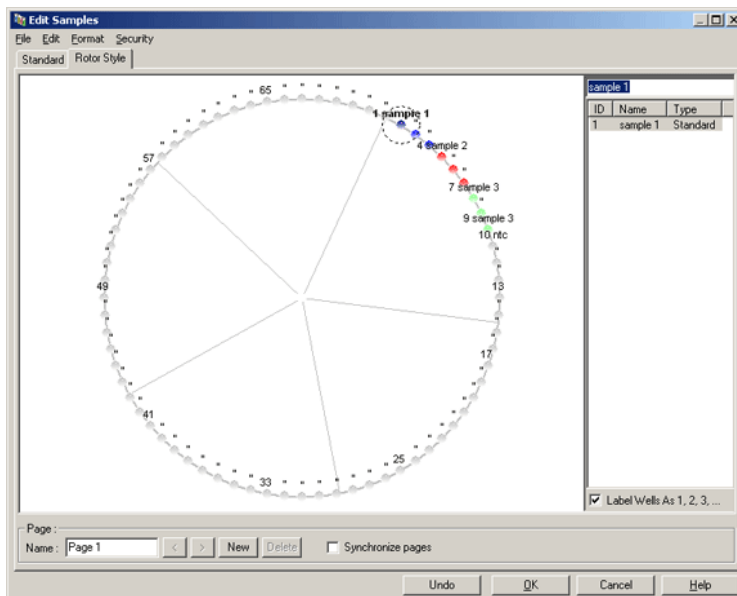 Edit Samples
File Edit Format Security
Standard Rotor Style
65
1 sample 1
4 sample 2
7 sample 3
9 sample 3
10 ntc
57
49
13
17
41
25
33
sample 1
ID Name Type
1 sample 1 Standard
Label Wells As 1, 2, 3, ...
Page :
Name : Page 1 < > New Delete Synchronize pages
Undo OK Cancel Help